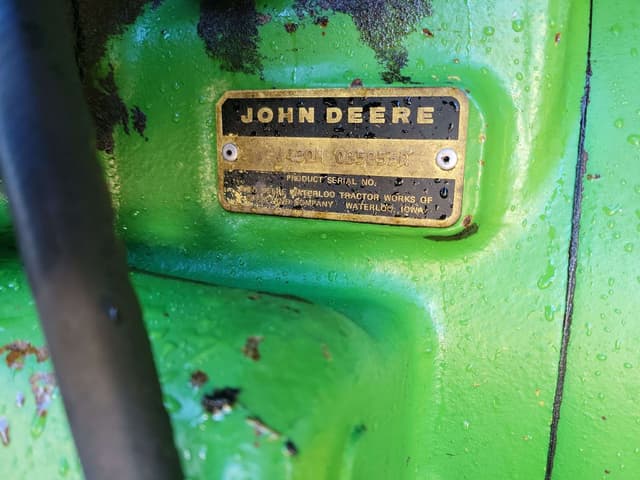 JOHN DEERE
PRODUCT SERIAL NO.
WATERLOO TRACTOR WORKS OF
COMPANY WATERLOO, IOWA